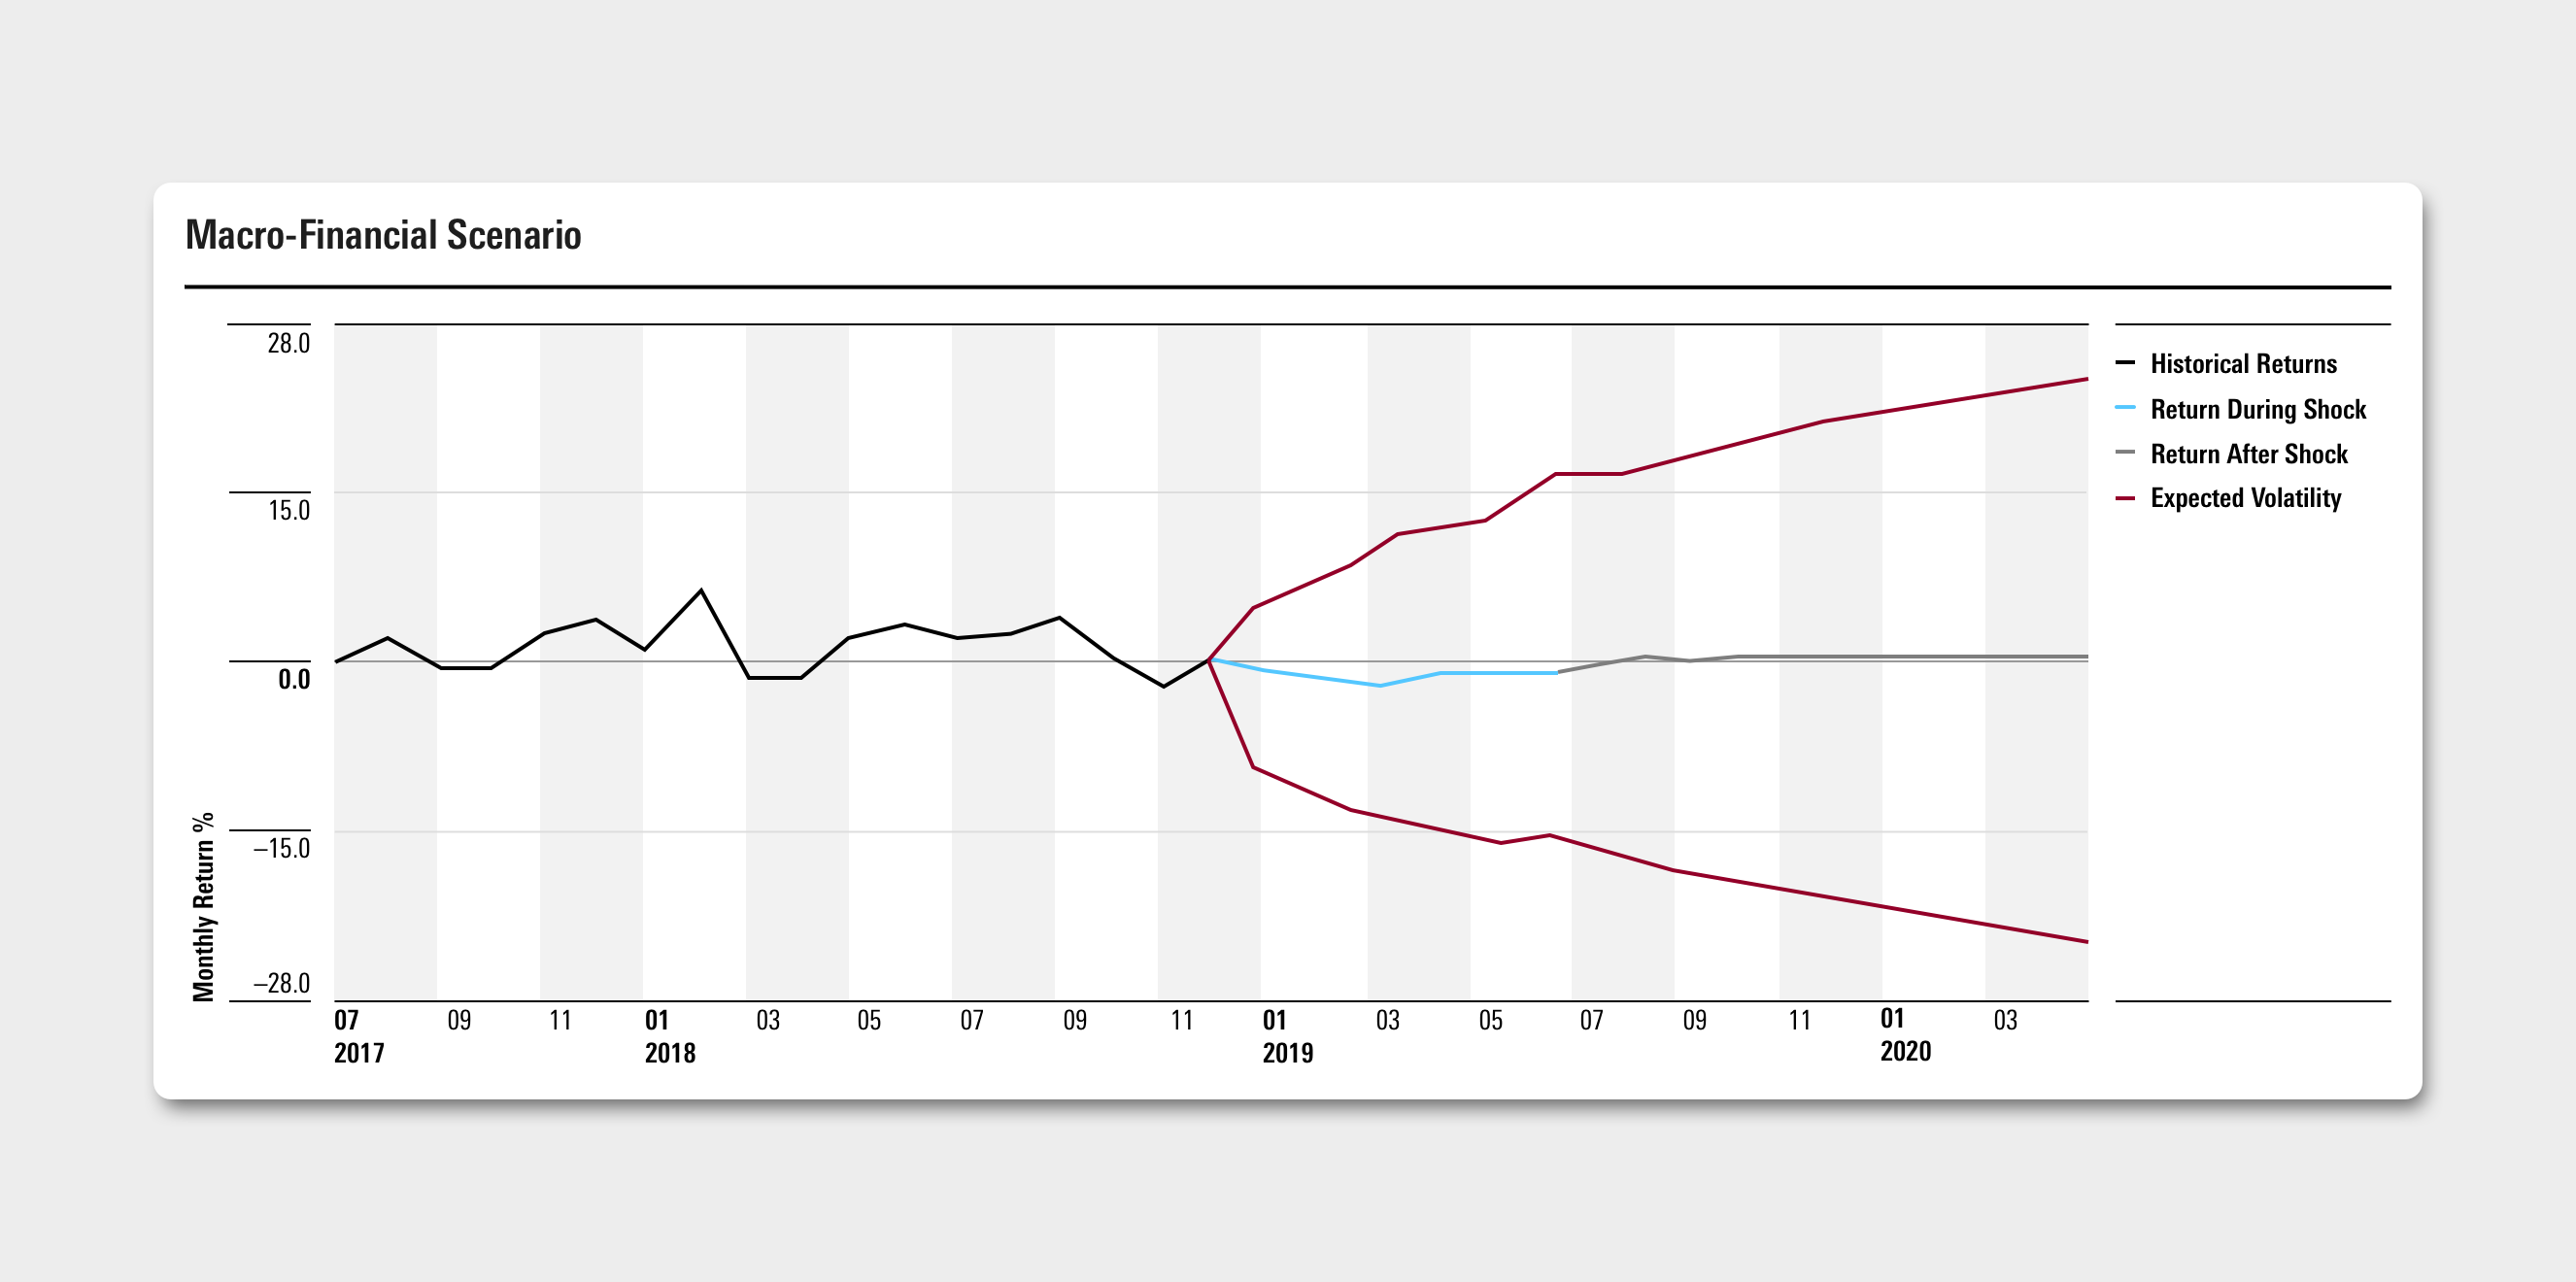 Macro-Financial Scenario
28.0
15.0
0.0
–15.0
–28.0
Monthly Return %
07 09 11 01 03 05 07 09 11 01 03 05 07 09 11 01 03
2017 2018 2019 2020
Historical Returns
Return During Shock
Return After Shock
Expected Volatility